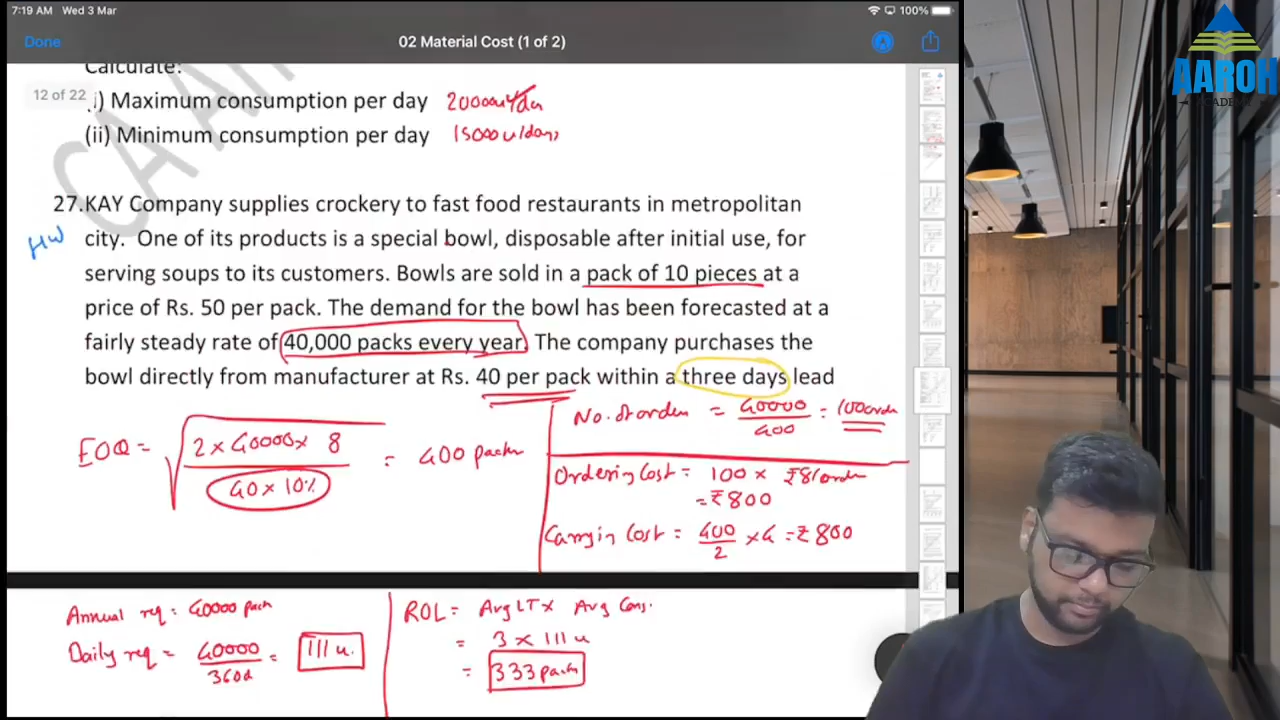 7:19 AM Wed 3 Mar
100%
Done
02 Material Cost (1 of 2)
AAROH
Calculate:
12 of 22
i) Maximum consumption per day 20000u/day
(ii) Minimum consumption per day 15000u/day
27.KAY Company supplies crockery to fast food restaurants in metropolitan
HW
city. One of its products is a special bowl, disposable after initial use, for
serving soups to its customers. Bowls are sold in a pack of 10 pieces at a
price of Rs. 50 per pack. The demand for the bowl has been forecasted at a
fairly steady rate of 40,000 packs every year. The company purchases the
bowl directly from manufacturer at Rs. 40 per pack within a three days lead
EOQ = √ 2 × 40000 × 8
40 × 10%
= 400 packs
No. of orders = 40000
400
= 100 orders
Ordering Cost = 100 × ₹8/order
= ₹800
Carrying Cost = 400
2
× 4 = ₹800
Annual req = 40000 packs
Daily req = 40000
360d
= 111 u.
ROL = Avg LT × Avg Cons.
= 3 × 111 u
= 333 packs